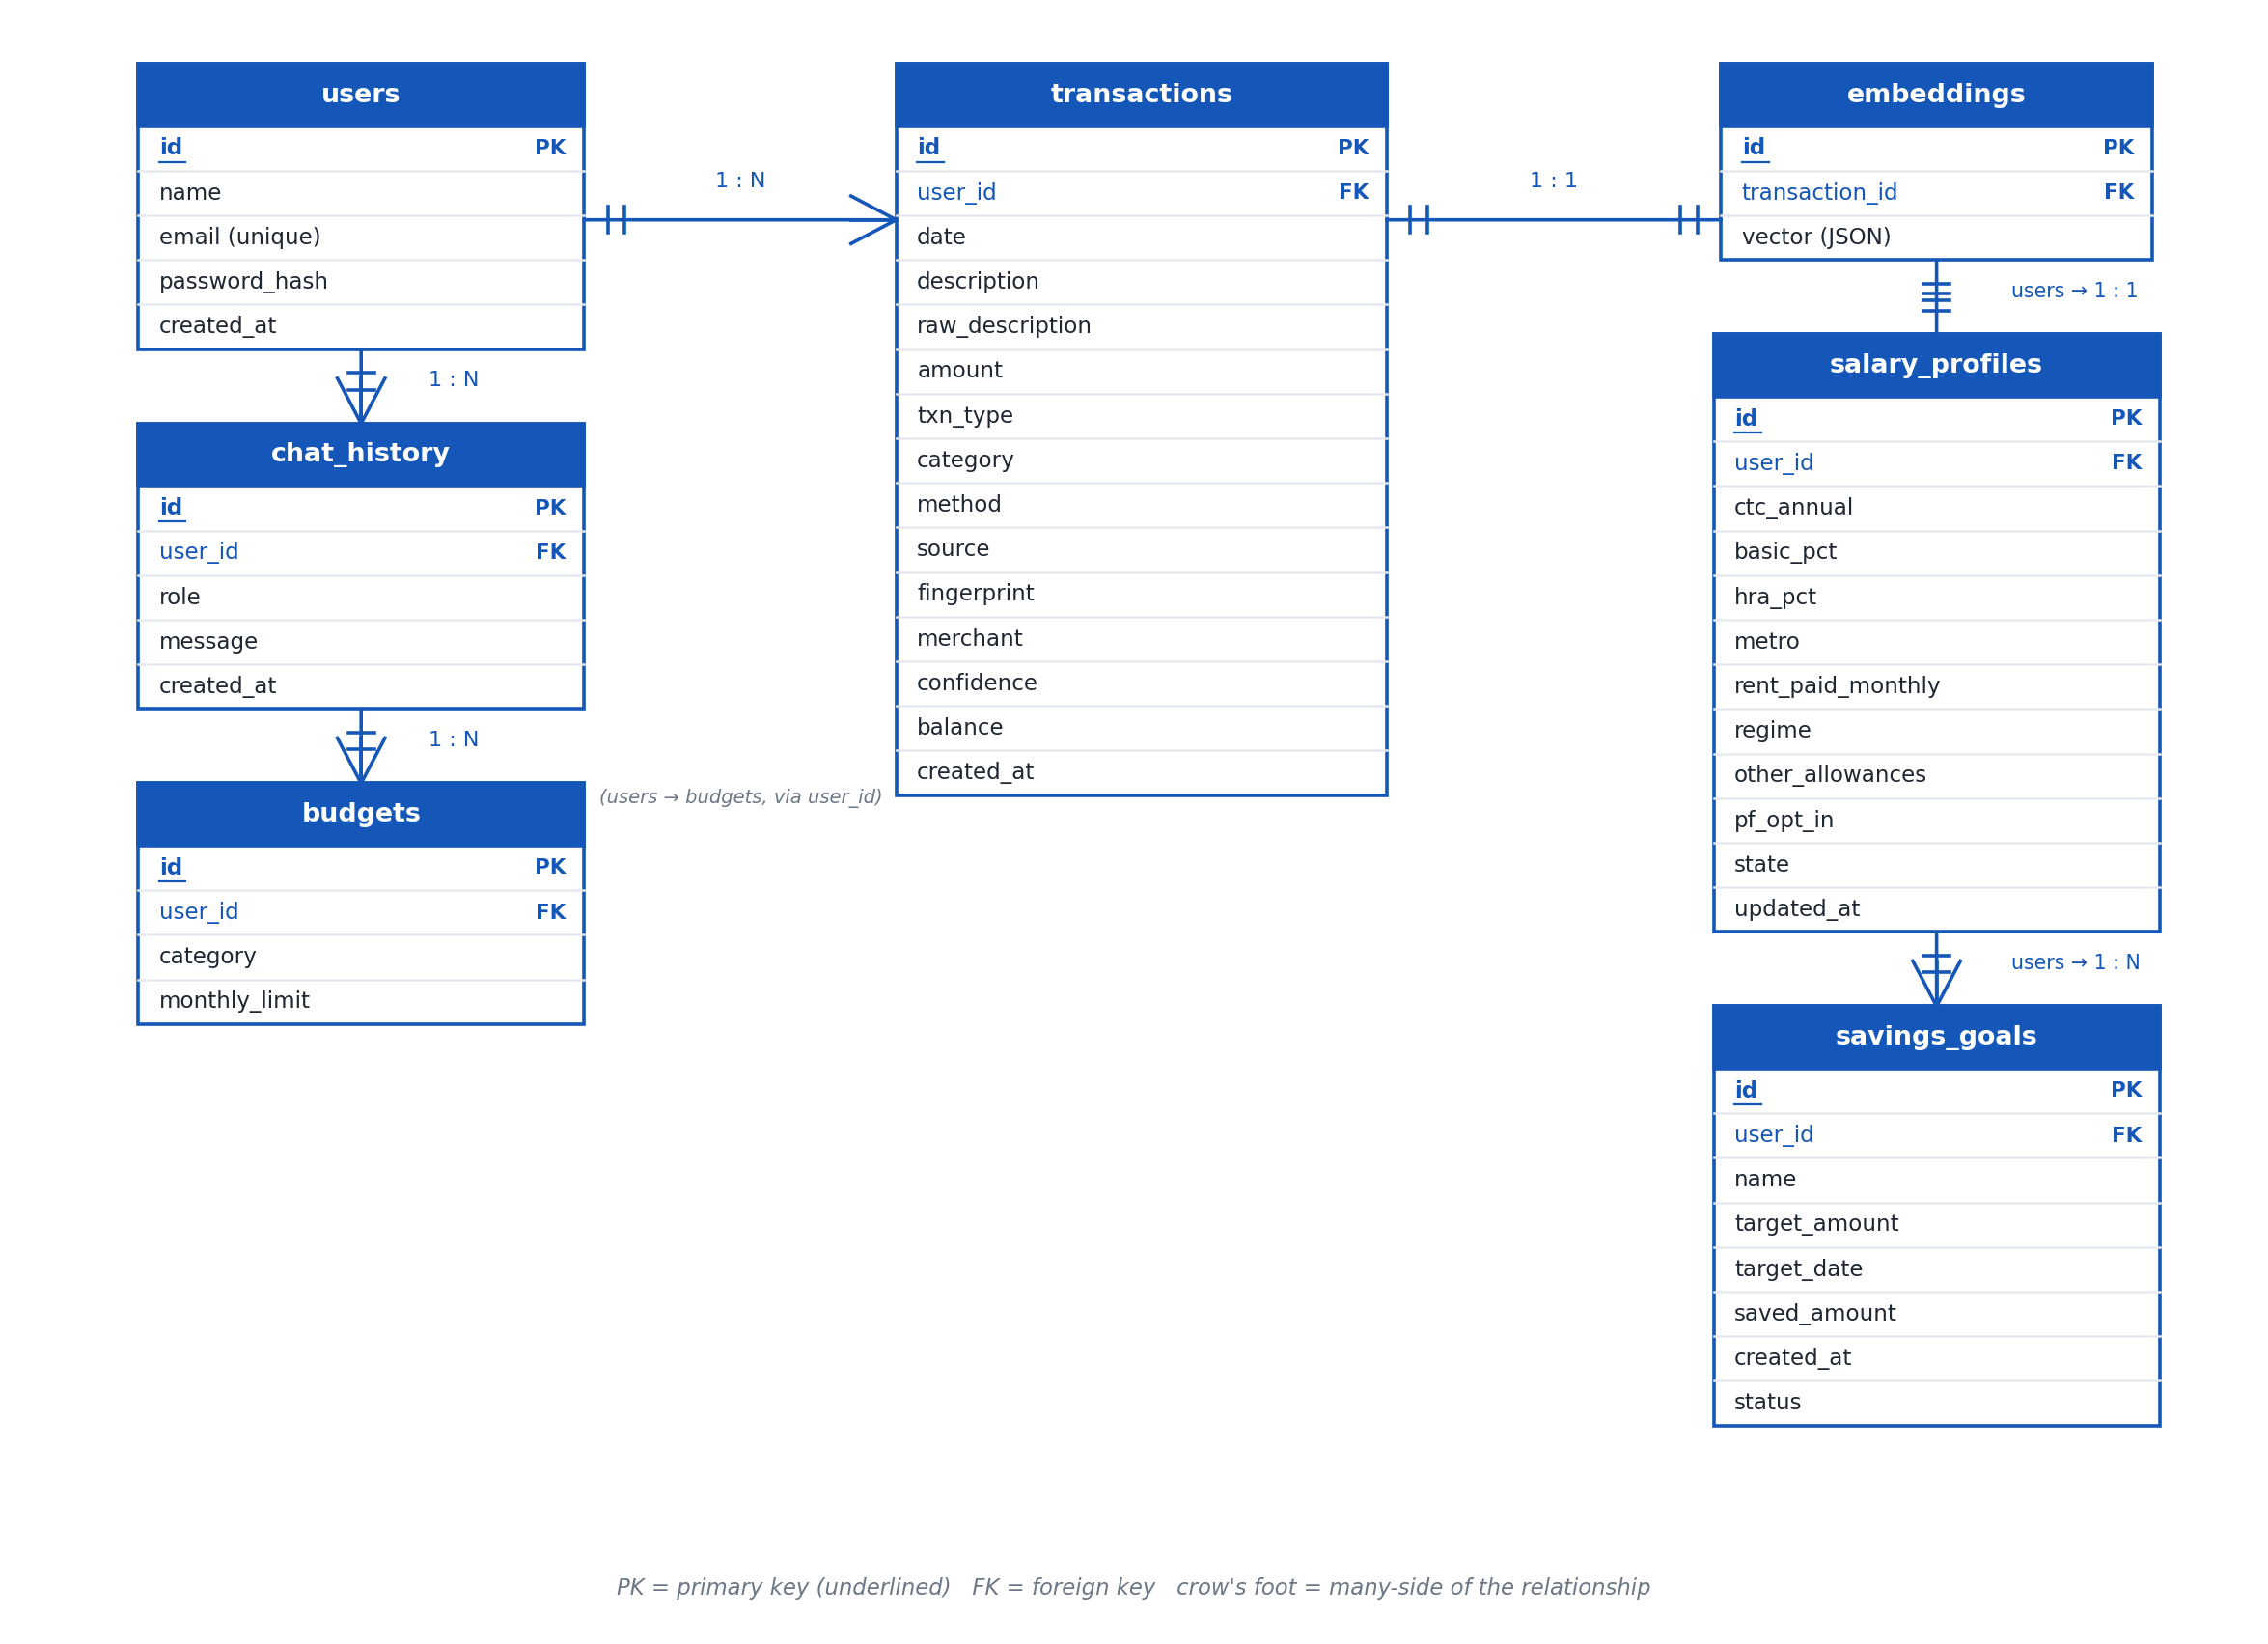 users
id PK
name
email (unique)
password_hash
created_at
1 : N
chat_history
id PK
user_id FK
role
message
created_at
1 : N
budgets
id PK
user_id FK
category
monthly_limit
(users → budgets, via user_id)
1 : N
transactions
id PK
user_id FK
date
description
raw_description
amount
txn_type
category
method
source
fingerprint
merchant
confidence
balance
created_at
1 : 1
embeddings
id PK
transaction_id FK
vector (JSON)
users → 1 : 1
salary_profiles
id PK
user_id FK
ctc_annual
basic_pct
hra_pct
metro
rent_paid_monthly
regime
other_allowances
pf_opt_in
state
updated_at
users → 1 : N
savings_goals
id PK
user_id FK
name
target_amount
target_date
saved_amount
created_at
status
PK = primary key (underlined) FK = foreign key crow's foot = many-side of the relationship